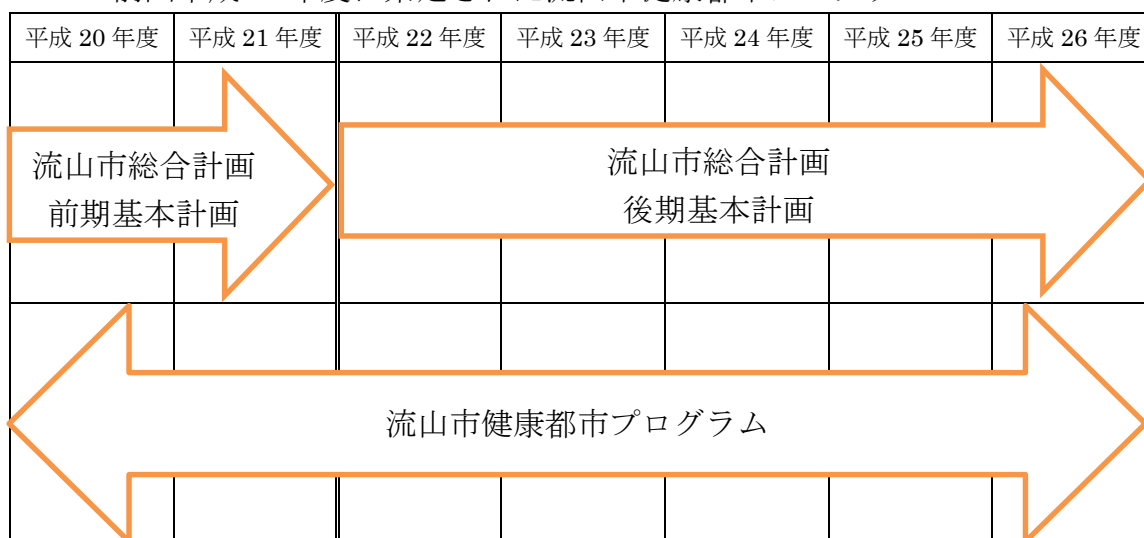 平成 20 年度 平成 21 年度 平成 22 年度 平成 23 年度 平成 24 年度 平成 25 年度 平成 26 年度
流山市総合計画
前期基本計画
流山市総合計画
後期基本計画
流山市健康都市プログラム